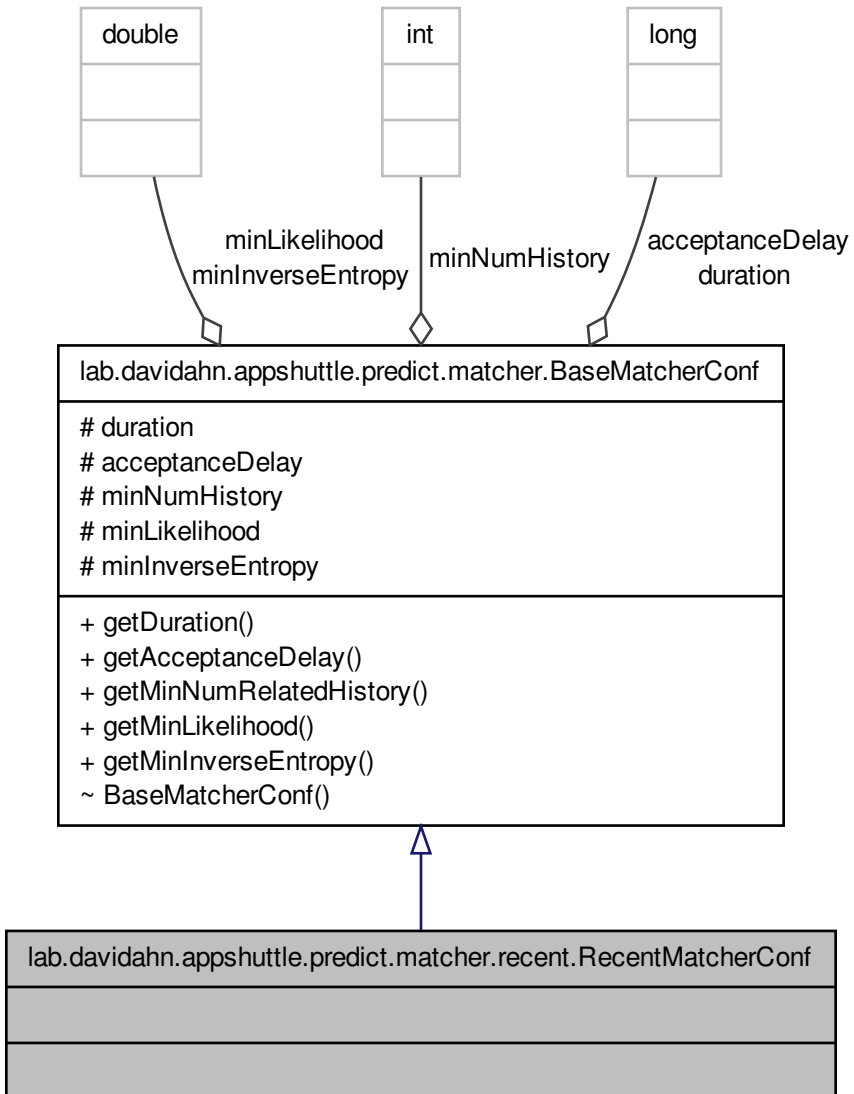 double
int
long
minLikelihood
minInverseEntropy
minNumHistory
acceptanceDelay
duration
lab.davidahn.appshuttle.predict.matcher.BaseMatcherConf
# duration
# acceptanceDelay
# minNumHistory
# minLikelihood
# minInverseEntropy
+ getDuration()
+ getAcceptanceDelay()
+ getMinNumRelatedHistory()
+ getMinLikelihood()
+ getMinInverseEntropy()
~ BaseMatcherConf()
lab.davidahn.appshuttle.predict.matcher.recent.RecentMatcherConf